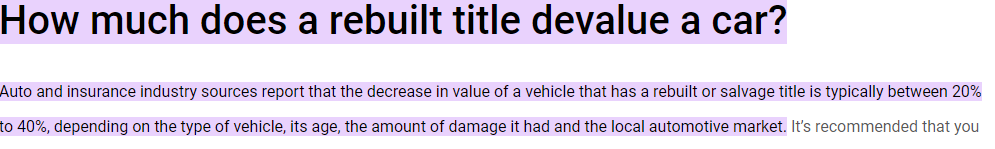 How much does a rebuilt title devalue a car?
Auto and insurance industry sources report that the decrease in value of a vehicle that has a rebuilt or salvage title is typically between 20%
to 40%, depending on the type of vehicle, its age, the amount of damage it had and the local automotive market. It’s recommended that you